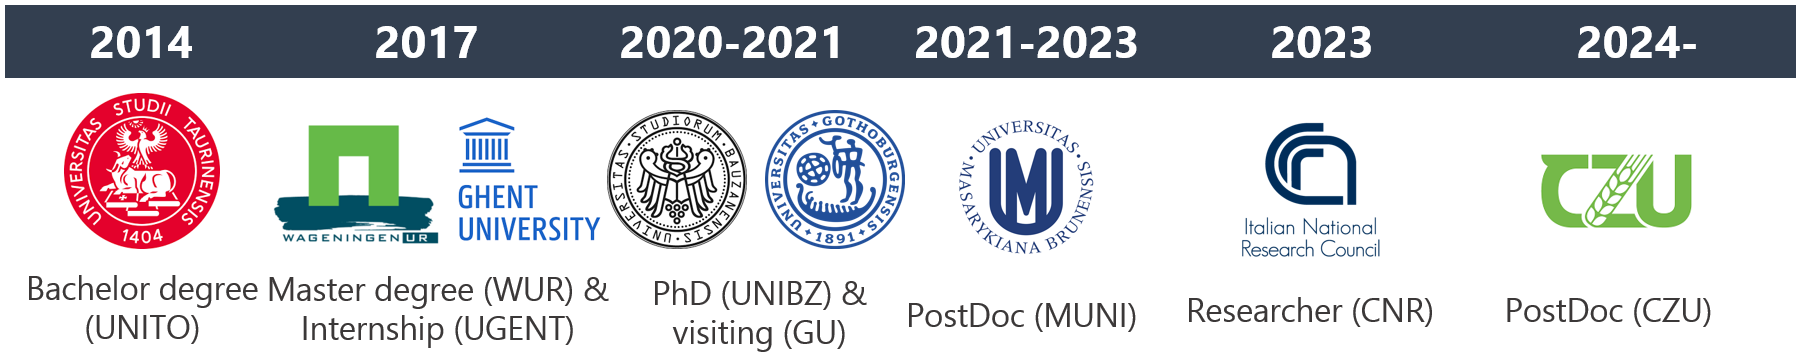 2014
2017
2020-2021
2021-2023
2023
2024-
UNIVERSITAS STUDII TAURINENSIS
1404
WAGENINGEN UR
GHENT
UNIVERSITY
UNIVERSITAS·STUDIORUM·BAUZANENSIS·
UNIVERSITAS·GOTHOBURGENSIS
·1891·
·UNIVERSITAS·
MASARYKIANA BRUNENSIS
MU
Italian National
Research Council
CZU
Bachelor degree
(UNITO)
Master degree (WUR) &
Internship (UGENT)
PhD (UNIBZ) &
visiting (GU)
PostDoc (MUNI)
Researcher (CNR)
PostDoc (CZU)